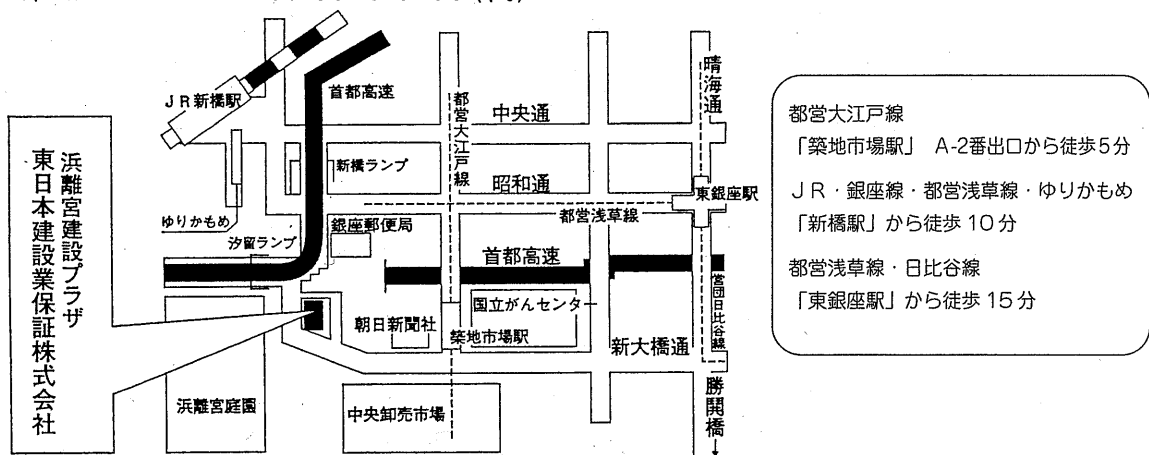 浜離宮建設プラザ
東日本建設業保証株式会社
JR新橋駅
首都高速
都営大江戸線
中央通
晴海通
新橋ランプ
昭和通
東銀座駅
都営浅草線
ゆりかもめ
汐留ランプ
銀座郵便局
首都高速
営団日比谷線
国立がんセンター
朝日新聞社
築地市場駅
新大橋通
浜離宮庭園
中央卸売市場
勝開橋
都営大江戸線
「築地市場駅」 A-2番出口から徒歩5分
JR・銀座線・都営浅草線・ゆりかもめ
「新橋駅」から徒歩10分
都営浅草線・日比谷線
「東銀座駅」から徒歩15分